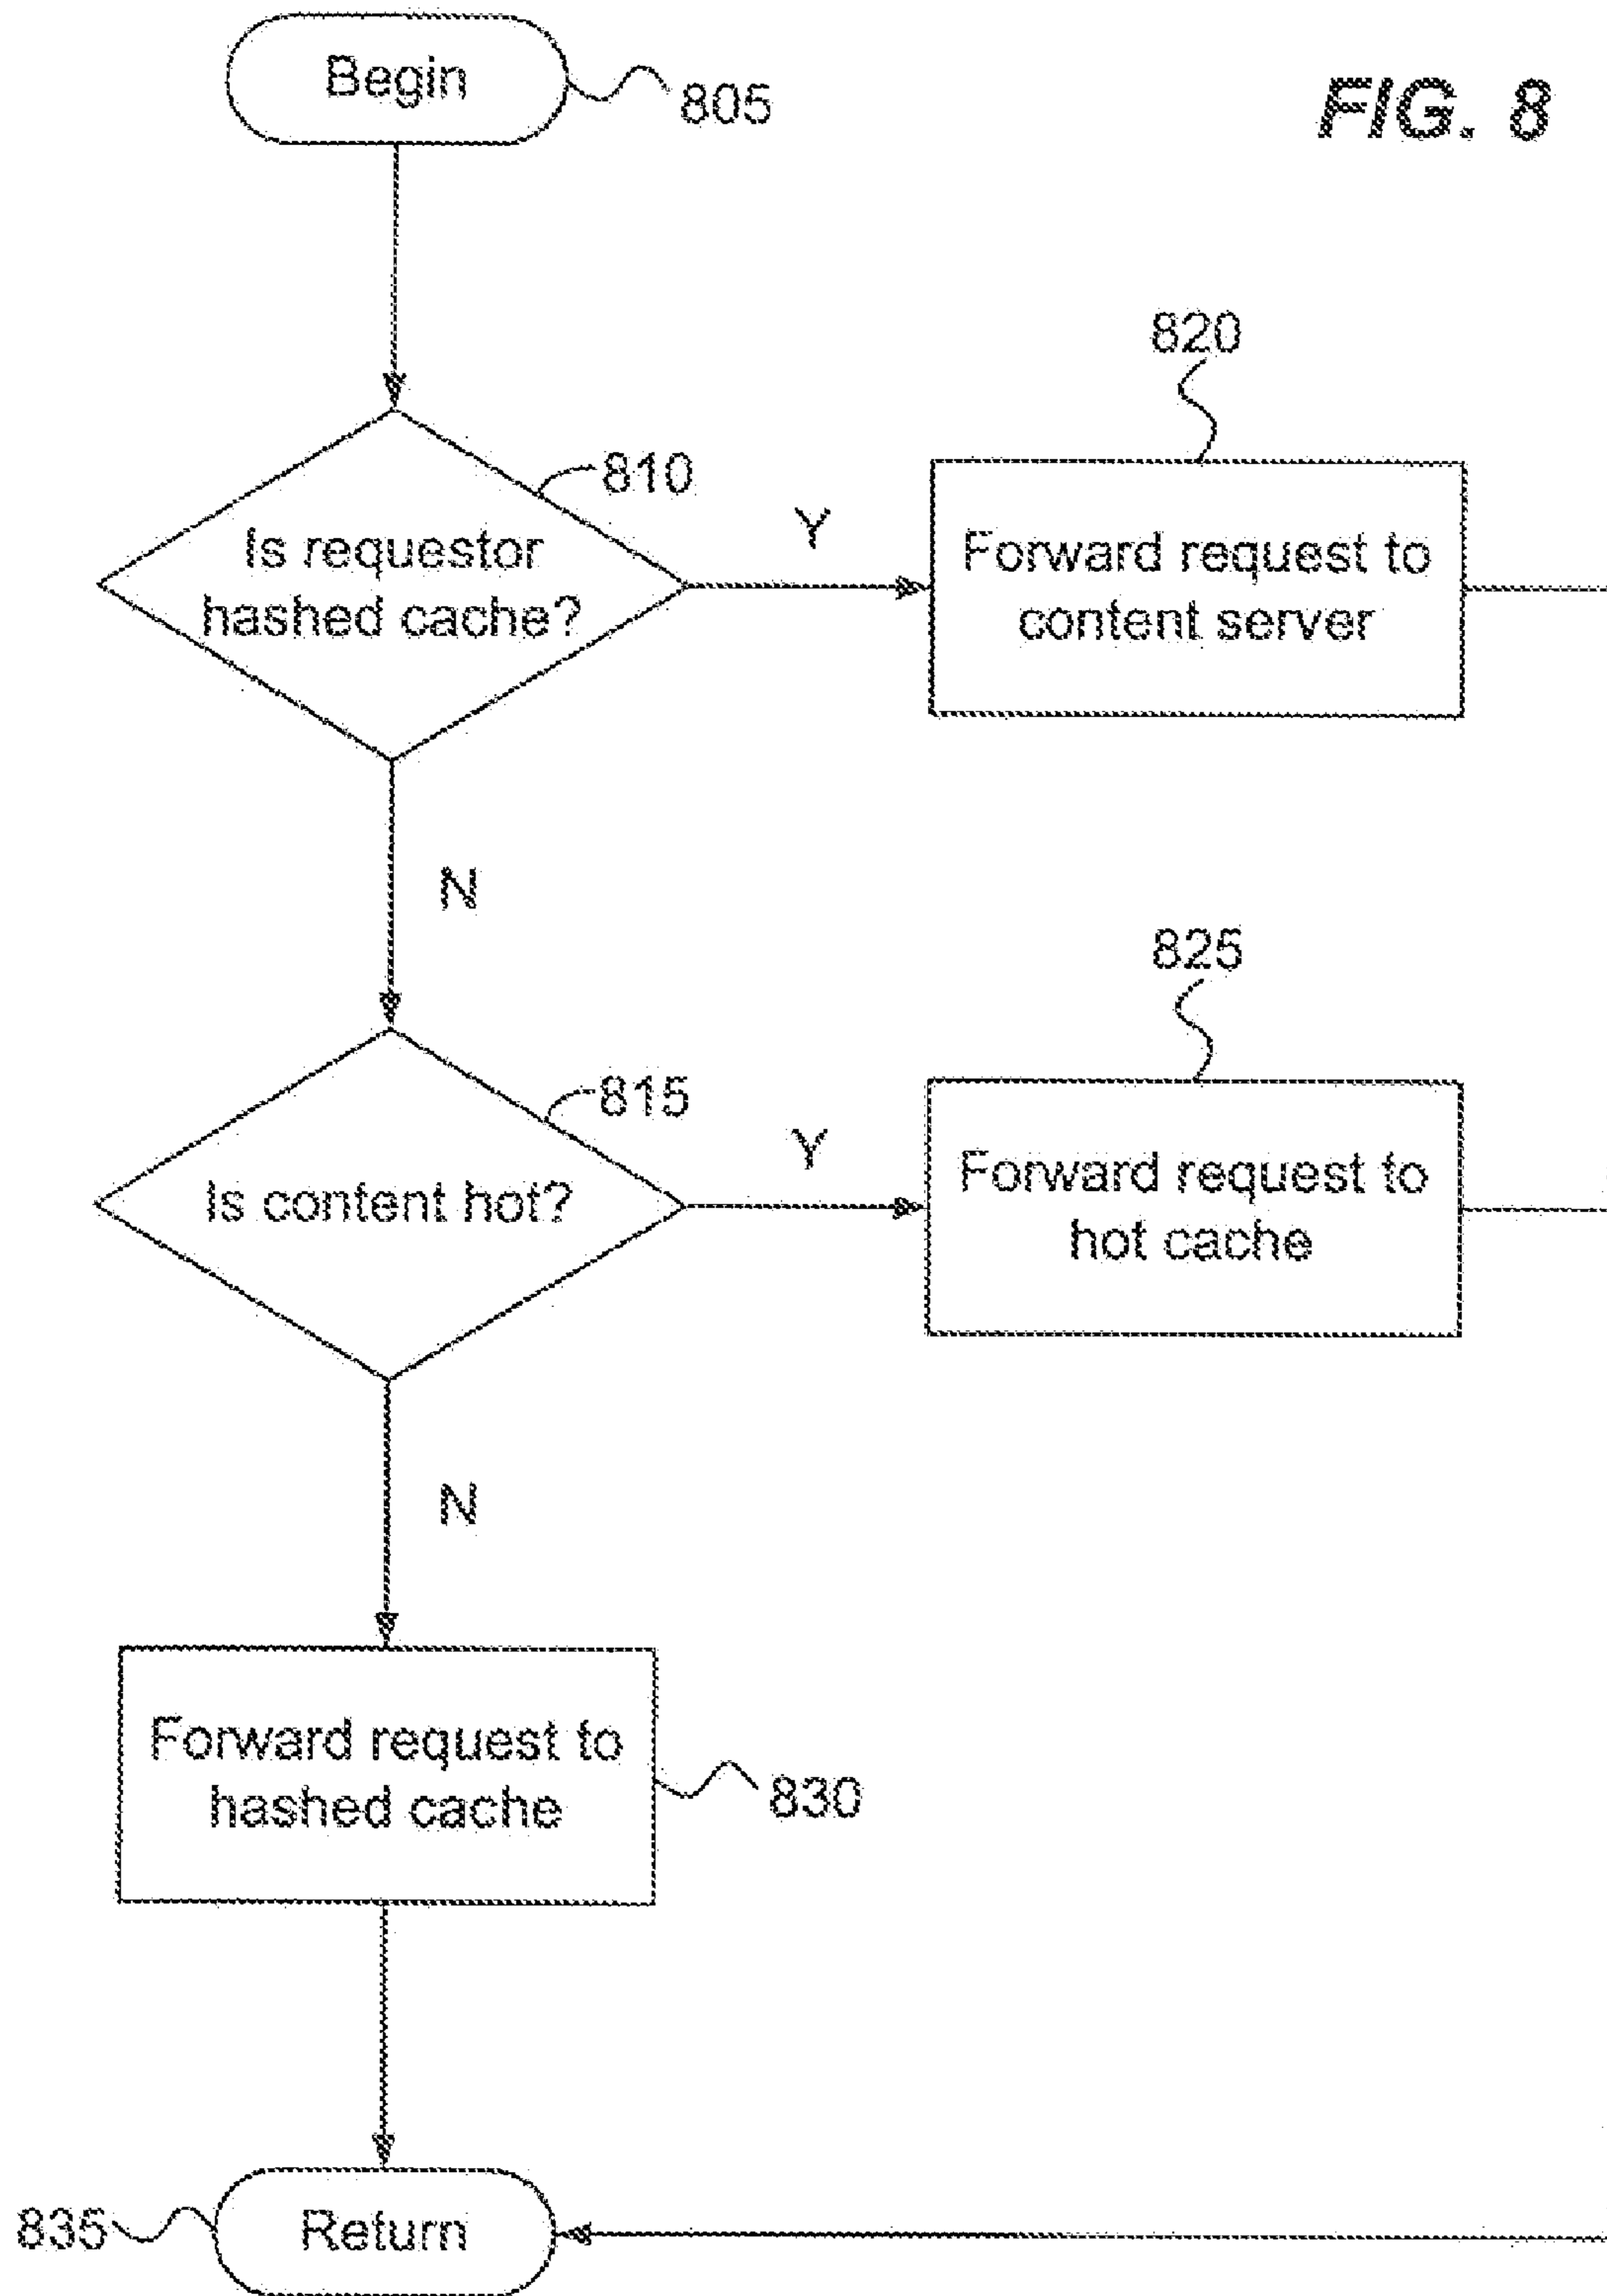 Begin
805
FIG. 8
820
810
Is requestor
hashed cache?
Y
Forward request to
content server
N
825
815
Is content hot?
Y
Forward request to
hot cache
N
Forward request to
hashed cache
830
835
Return